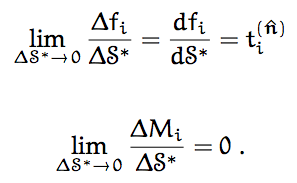 lim_{ΔS*→0} Δf_i/ΔS* = df_i/dS* = t_i^{(n̂)}
lim_{ΔS*→0} ΔM_i/ΔS* = 0 .